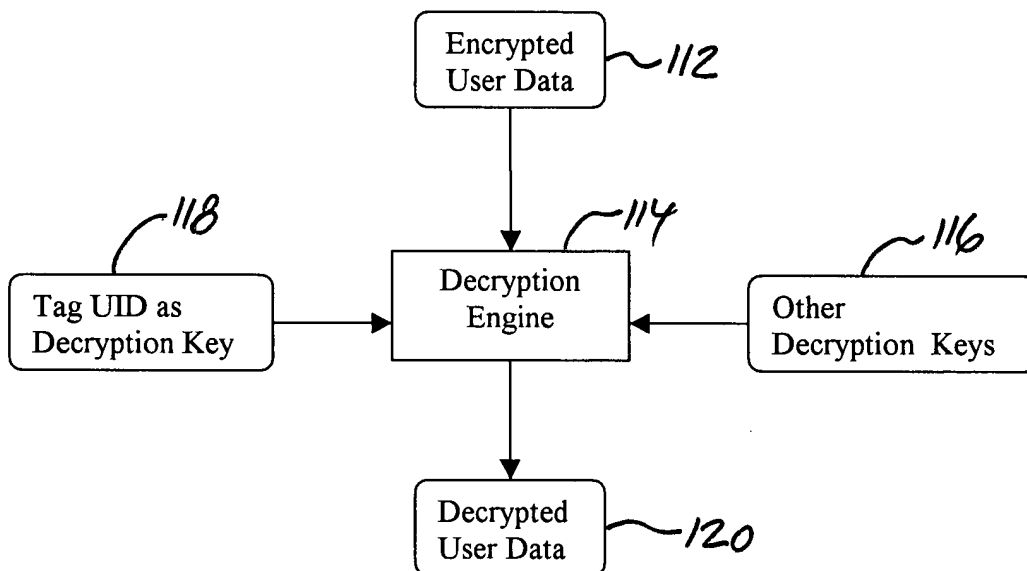 Encrypted
User Data
112
118
114
116
Tag UID as
Decryption Key
Decryption
Engine
Other
Decryption Keys
Decrypted
User Data
120